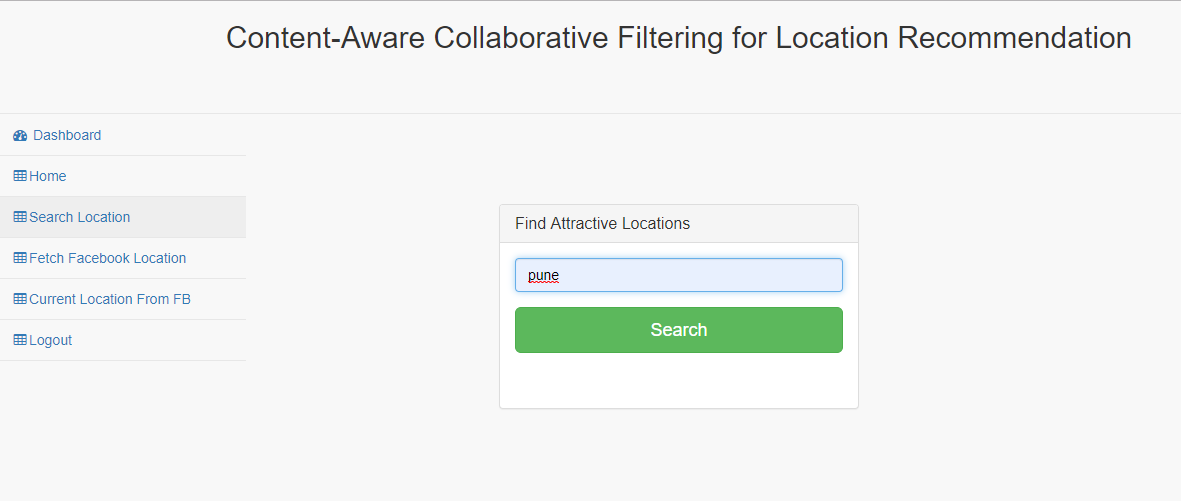 Content-Aware Collaborative Filtering for Location Recommendation
Dashboard
Home
Search Location
Fetch Facebook Location
Current Location From FB
Logout
Find Attractive Locations
pune
Search